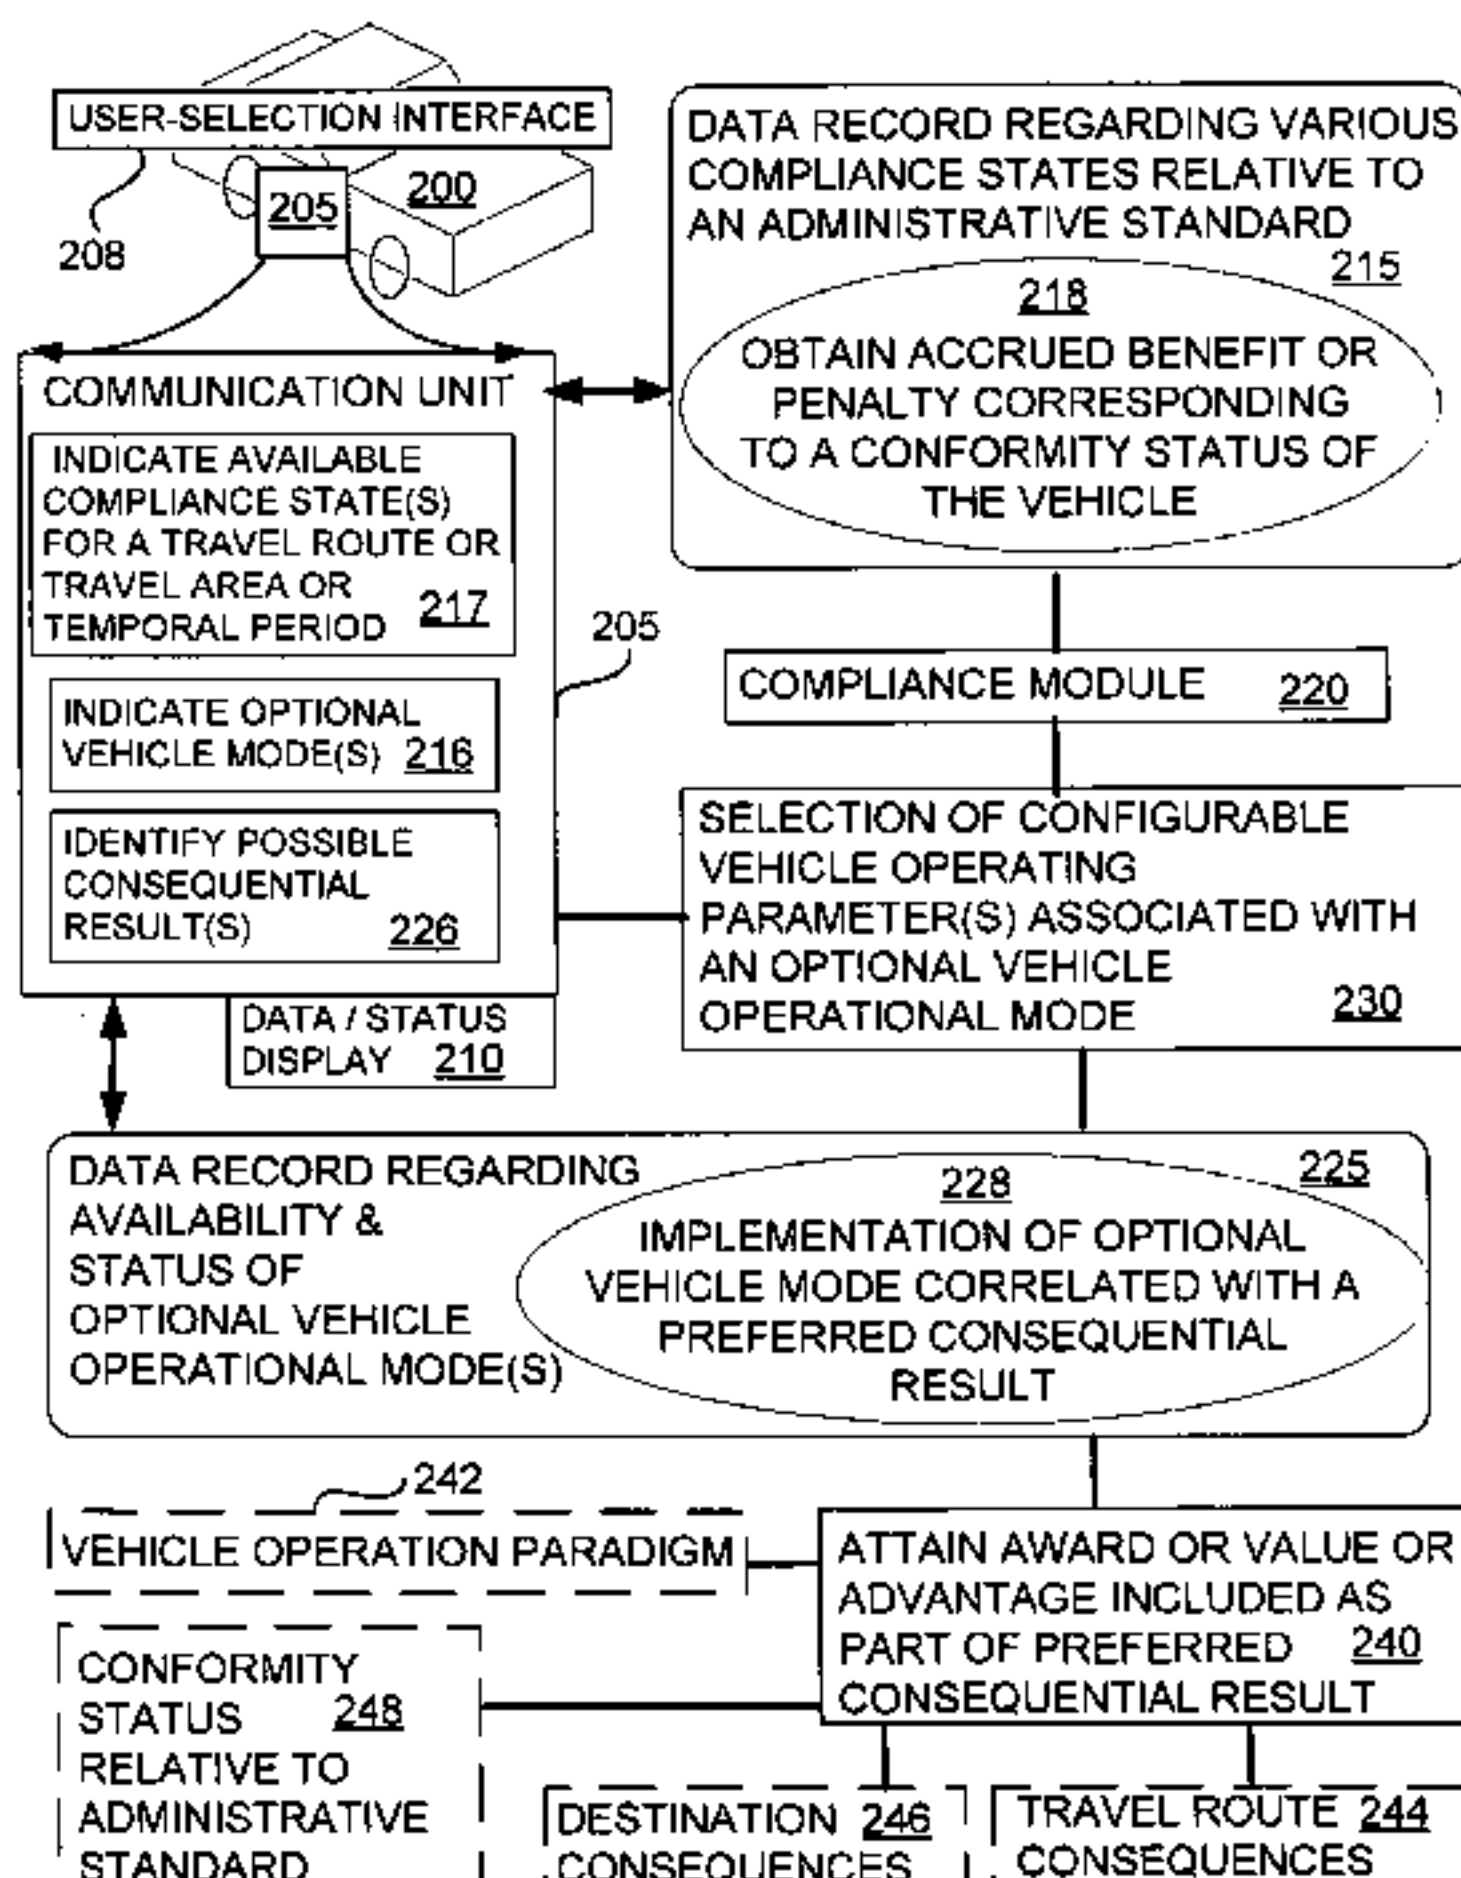 USER-SELECTION INTERFACE
208
205
200
DATA RECORD REGARDING VARIOUS
COMPLIANCE STATES RELATIVE TO
AN ADMINISTRATIVE STANDARD
215
218
OBTAIN ACCRUED BENEFIT OR
PENALTY CORRESPONDING
TO A CONFORMITY STATUS OF
THE VEHICLE
COMMUNICATION UNIT
INDICATE AVAILABLE
COMPLIANCE STATE(S)
FOR A TRAVEL ROUTE OR
TRAVEL AREA OR
TEMPORAL PERIOD 217
205
INDICATE OPTIONAL
VEHICLE MODE(S) 216
IDENTIFY POSSIBLE
CONSEQUENTIAL
RESULT(S) 226
DATA / STATUS
DISPLAY 210
COMPLIANCE MODULE 220
SELECTION OF CONFIGURABLE
VEHICLE OPERATING
PARAMETER(S) ASSOCIATED WITH
AN OPTIONAL VEHICLE
OPERATIONAL MODE 230
DATA RECORD REGARDING
AVAILABILITY &
STATUS OF
OPTIONAL VEHICLE
OPERATIONAL MODE(S)
225
228
IMPLEMENTATION OF OPTIONAL
VEHICLE MODE CORRELATED WITH A
PREFERRED CONSEQUENTIAL
RESULT
242
VEHICLE OPERATION PARADIGM
ATTAIN AWARD OR VALUE OR
ADVANTAGE INCLUDED AS
PART OF PREFERRED 240
CONSEQUENTIAL RESULT
CONFORMITY
STATUS 248
RELATIVE TO
ADMINISTRATIVE
STANDARD
DESTINATION 246
CONSEQUENCES
TRAVEL ROUTE 244
CONSEQUENCES